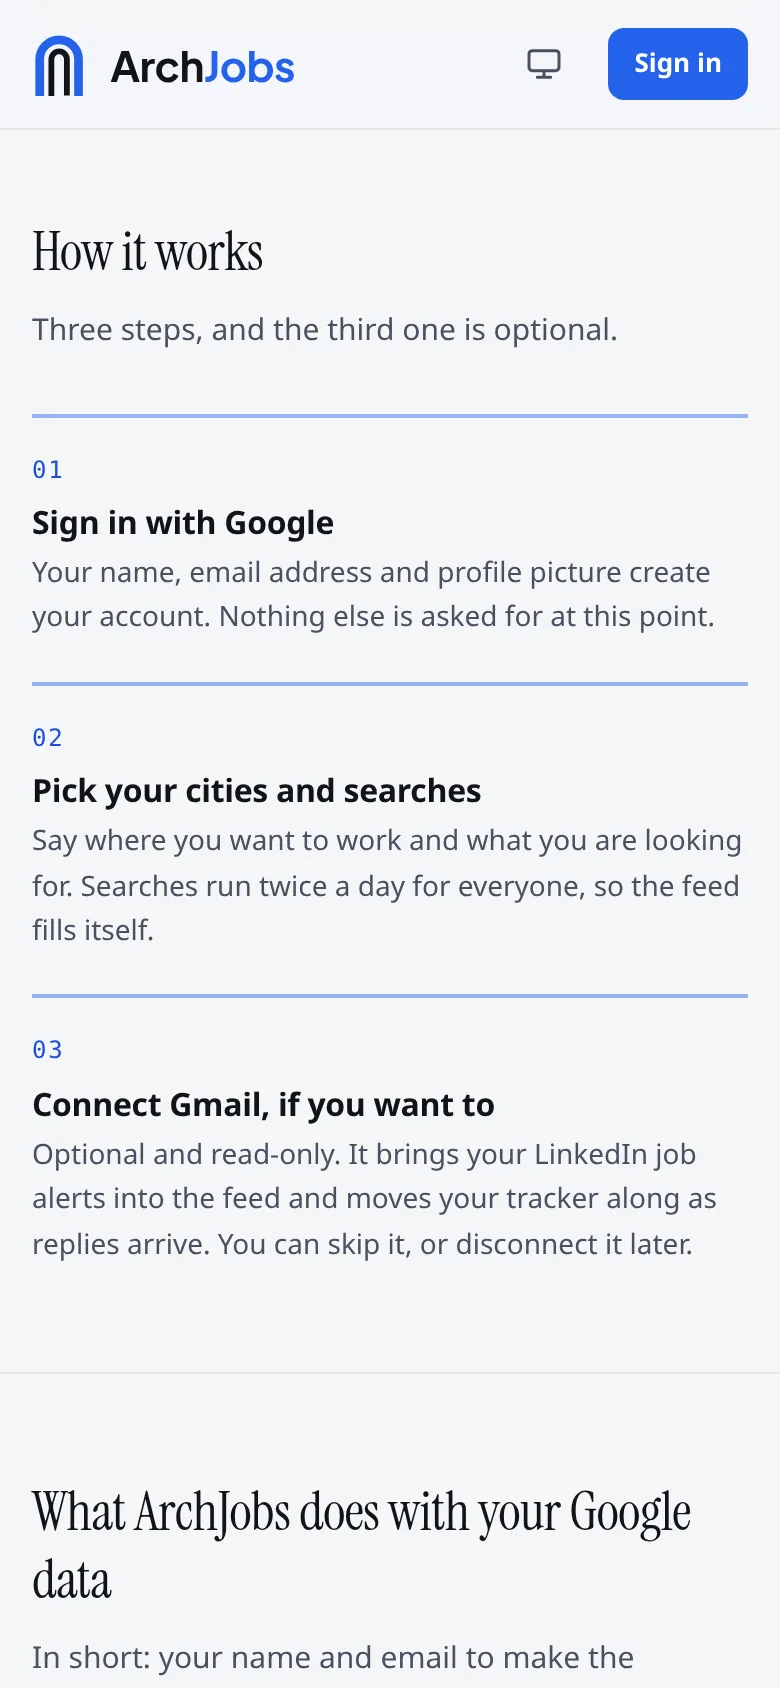 ArchJobs
Sign in
How it works
Three steps, and the third one is optional.
01
Sign in with Google
Your name, email address and profile picture create
your account. Nothing else is asked for at this point.
02
Pick your cities and searches
Say where you want to work and what you are looking
for. Searches run twice a day for everyone, so the feed
fills itself.
03
Connect Gmail, if you want to
Optional and read-only. It brings your LinkedIn job
alerts into the feed and moves your tracker along as
replies arrive. You can skip it, or disconnect it later.
What ArchJobs does with your Google
data
In short: your name and email to make the